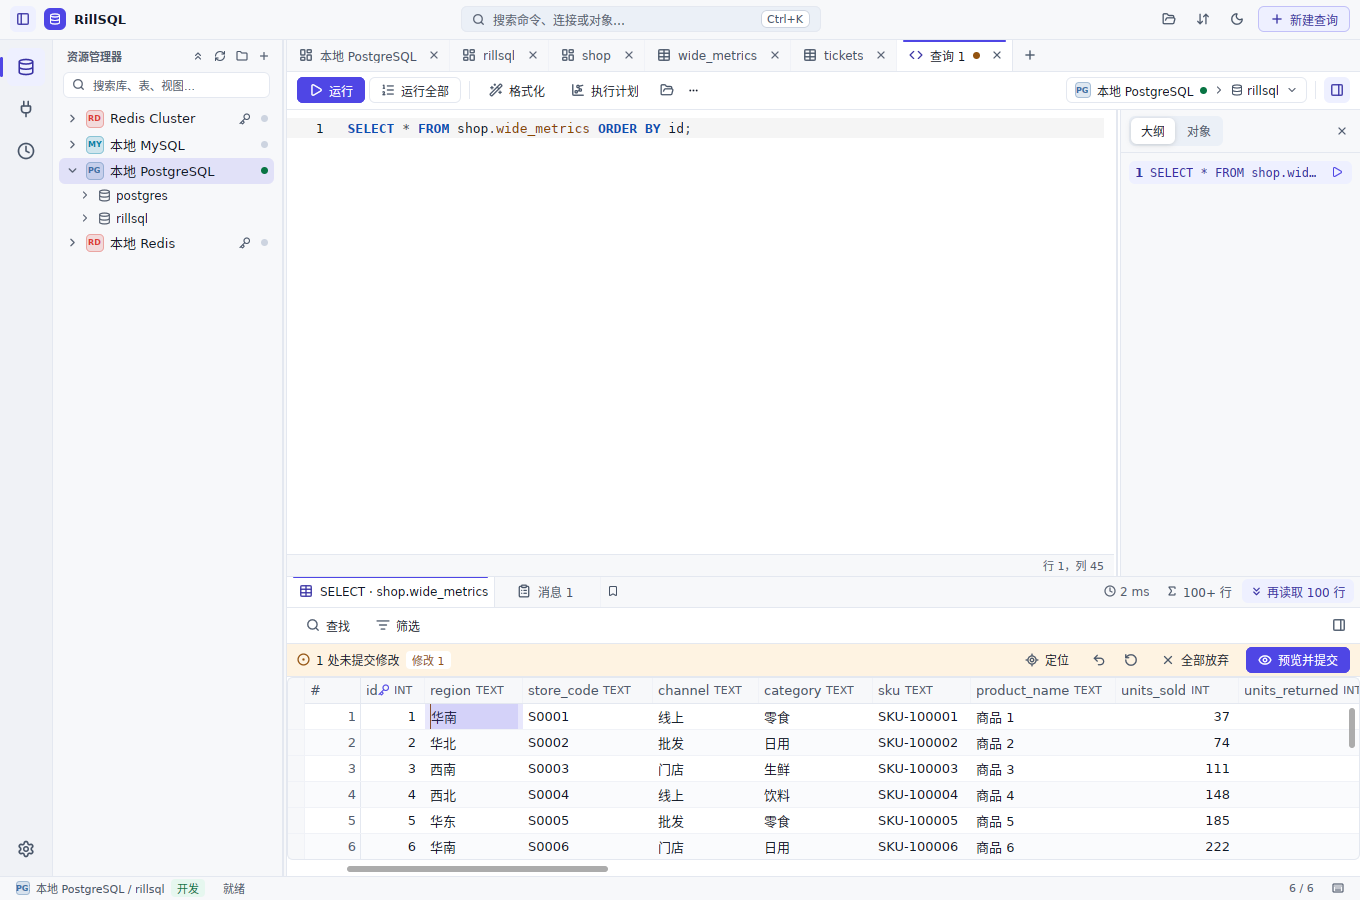 RillSQL
搜索命令、连接或对象… Ctrl+K
新建查询
资源管理器
搜索库、表、视图…
RD Redis Cluster
MY 本地 MySQL
PG 本地 PostgreSQL
postgres
rillsql
RD 本地 Redis
本地 PostgreSQL rillsql shop wide_metrics tickets 查询 1
运行 运行全部 格式化 执行计划 PG 本地 PostgreSQL rillsql
1 SELECT * FROM shop.wide_metrics ORDER BY id;
大纲 对象
1 SELECT * FROM shop.wid…
行 1，列 45
SELECT · shop.wide_metrics 消息 1 2 ms 100+ 行 再读取 100 行
查找 筛选
1 处未提交修改 修改 1 定位 全部放弃 预览并提交
# id INT region TEXT store_code TEXT channel TEXT category TEXT sku TEXT product_name TEXT units_sold INT units_returned INT
1 1 华南 S0001 线上 零食 SKU-100001 商品 1 37
2 2 华北 S0002 批发 日用 SKU-100002 商品 2 74
3 3 西南 S0003 门店 生鲜 SKU-100003 商品 3 111
4 4 西北 S0004 线上 饮料 SKU-100004 商品 4 148
5 5 华东 S0005 批发 零食 SKU-100005 商品 5 185
6 6 华南 S0006 门店 日用 SKU-100006 商品 6 222
PG 本地 PostgreSQL / rillsql 开发 就绪 6 / 6